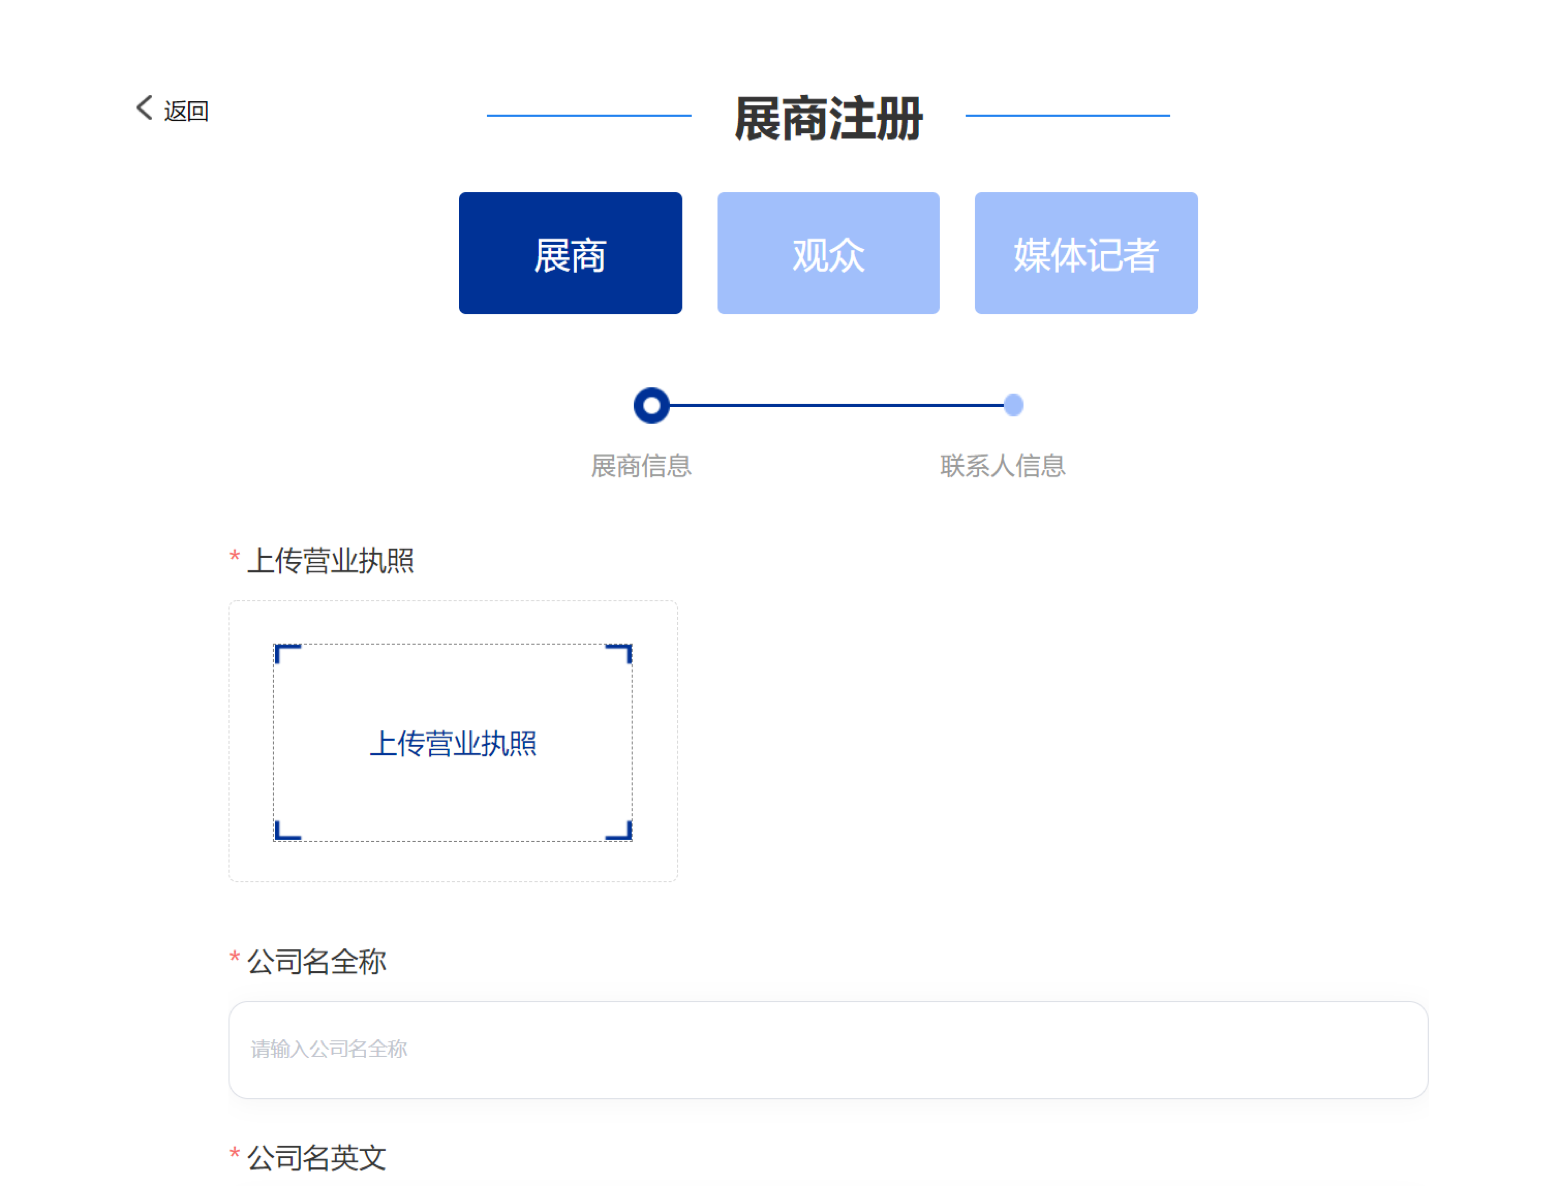 返回
展商注册
展商
观众
媒体记者
展商信息
联系人信息
* 上传营业执照
上传营业执照
* 公司名全称
请输入公司名全称
* 公司名英文